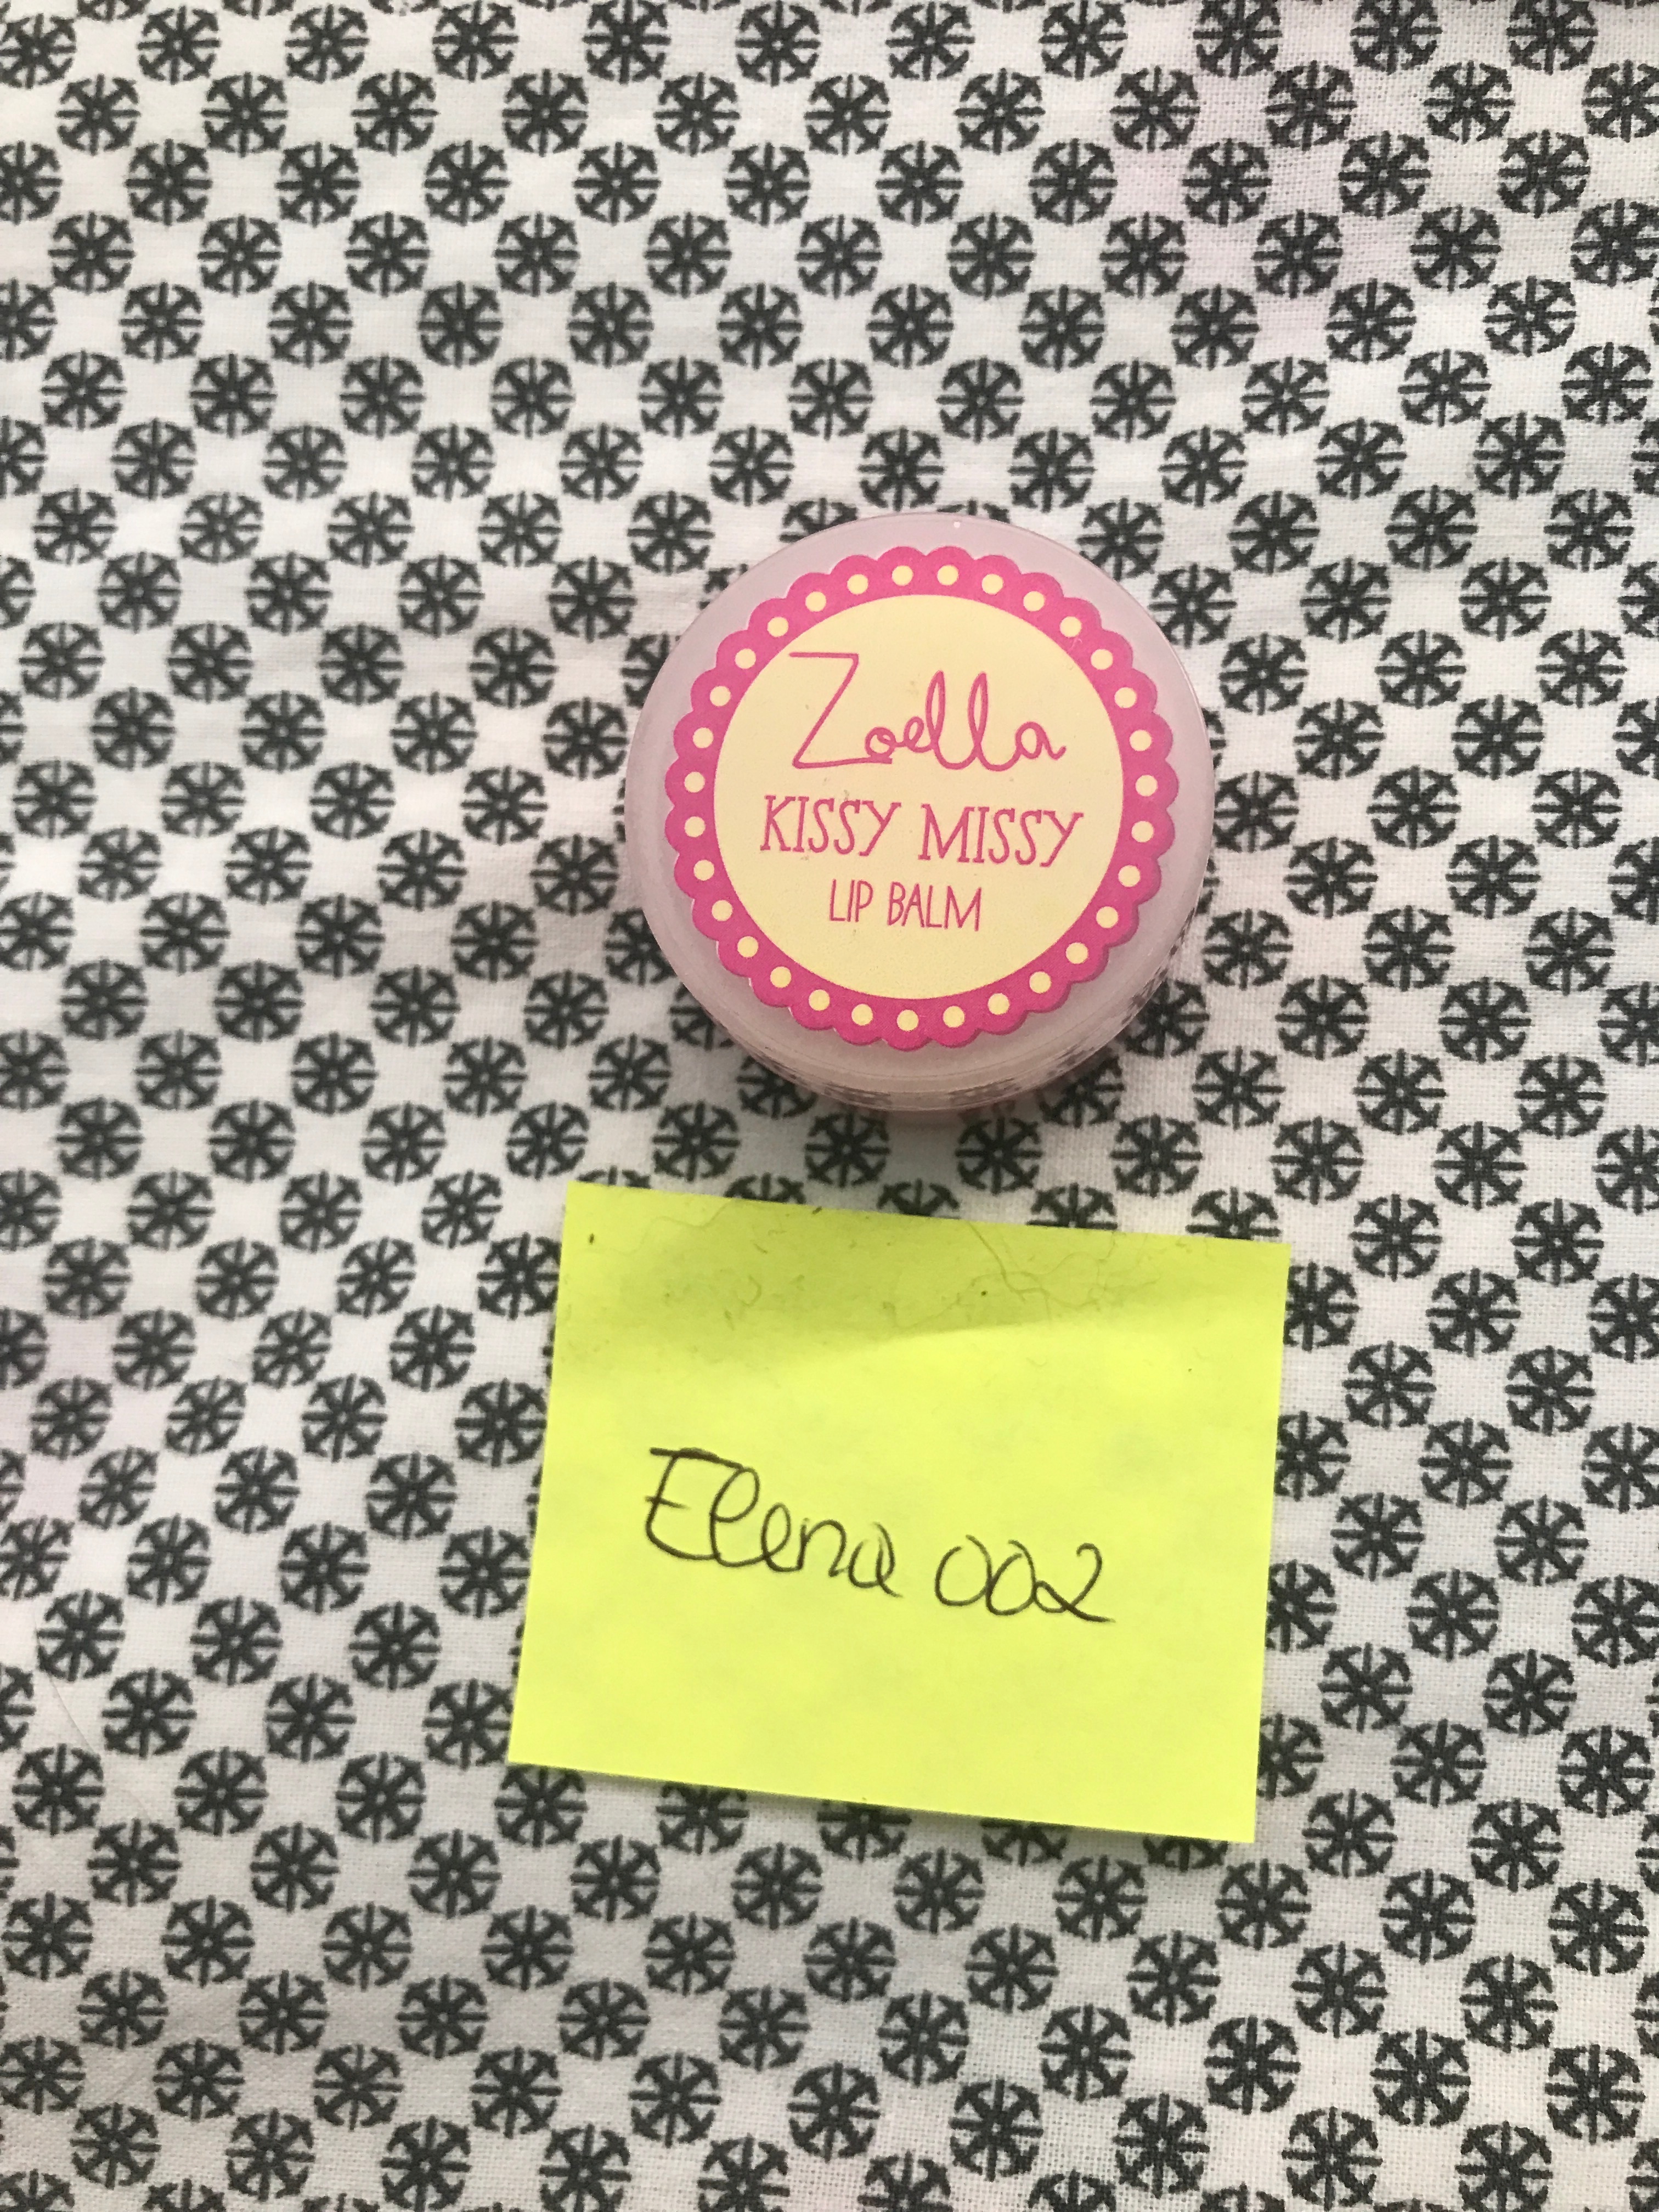 Zoella
KISSY MISSY
LIP BALM
Elena 002